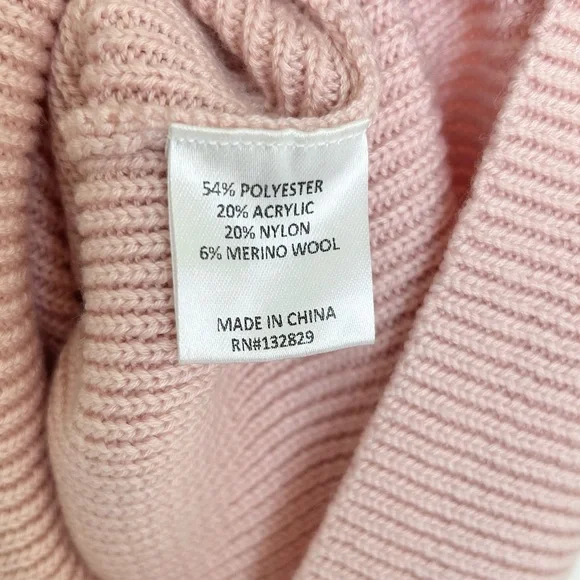 54% POLYESTER
20% ACRYLIC
20% NYLON
6% MERINO WOOL
MADE IN CHINA
RN#132829